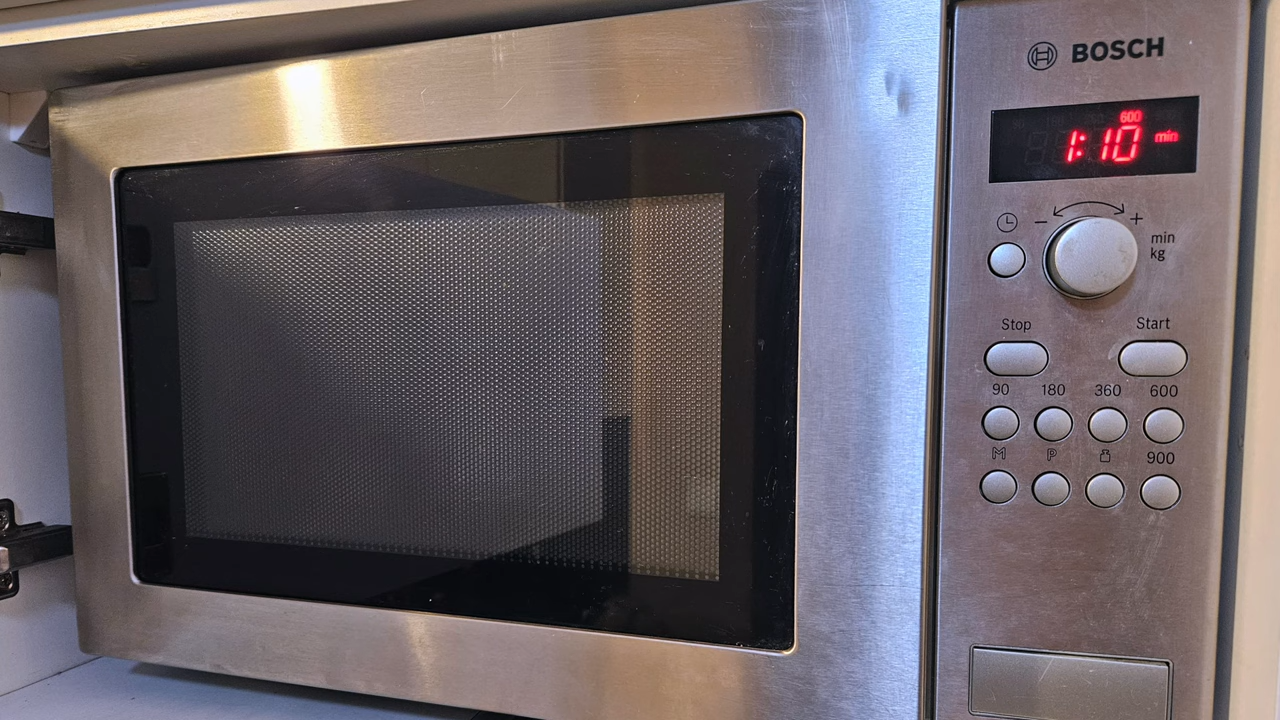 BOSCH
600
1:10 min
- +
min
kg
Stop Start
90 180 360 600
M P 900